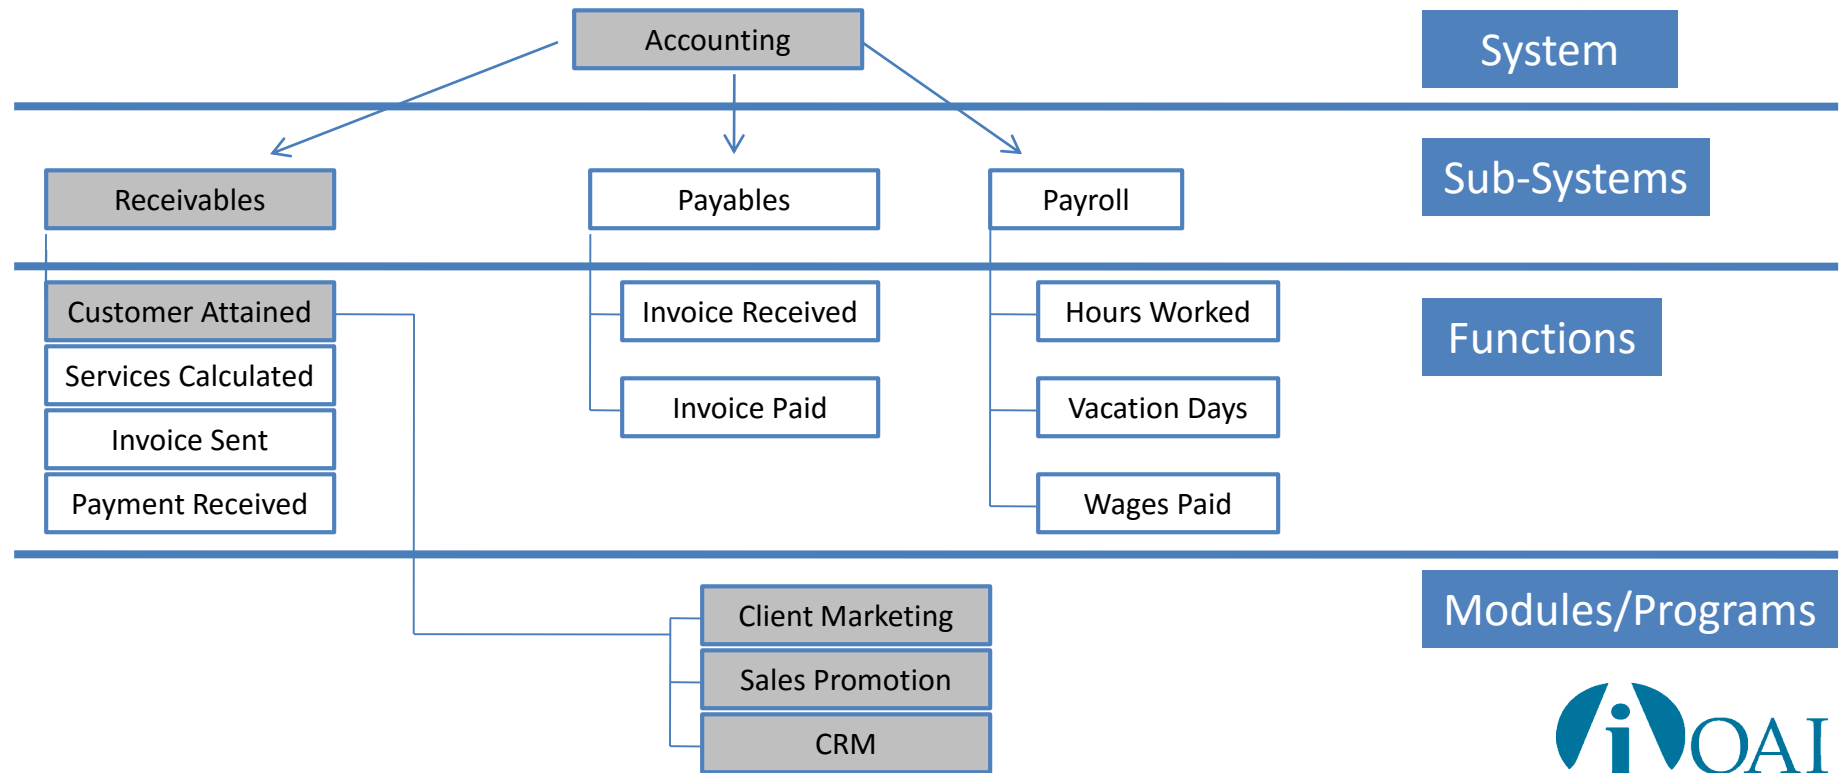 Accounting
System
Receivables
Payables
Payroll
Sub-Systems
Customer Attained
Invoice Received
Hours Worked
Functions
Services Calculated
Invoice Paid
Vacation Days
Invoice Sent
Payment Received
Wages Paid
Client Marketing
Modules/Programs
Sales Promotion
CRM
i OAI